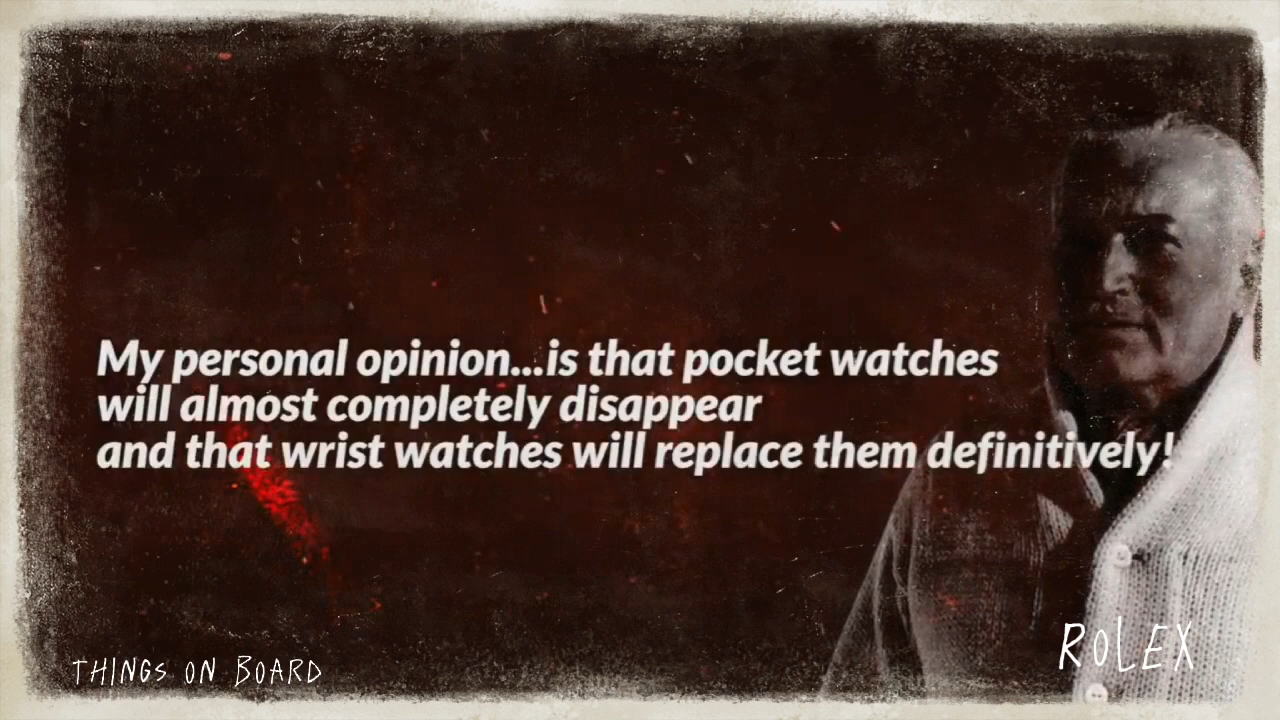 My personal opinion...is that pocket watches
will almost completely disappear
and that wrist watches will replace them definitively!
THINGS ON BOARD
ROLEX